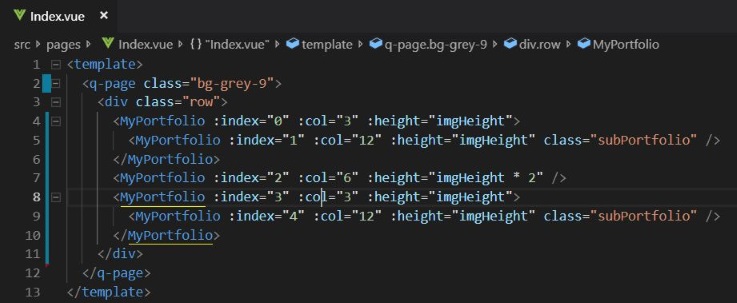 Index.vue ×
src > pages > Index.vue > {} "Index.vue" > template > q-page.bg-grey-9 > div.row > MyPortfolio
1 <template>
2 <q-page class="bg-grey-9">
3 <div class="row">
4 <MyPortfolio :index="0" :col="3" :height="imgHeight">
5 <MyPortfolio :index="1" :col="12" :height="imgHeight" class="subPortfolio" />
6 </MyPortfolio>
7 <MyPortfolio :index="2" :col="6" :height="imgHeight * 2" />
8 <MyPortfolio :index="3" :col="3" :height="imgHeight">
9 <MyPortfolio :index="4" :col="12" :height="imgHeight" class="subPortfolio" />
10 </MyPortfolio>
11 </div>
12 </q-page>
13 </template>